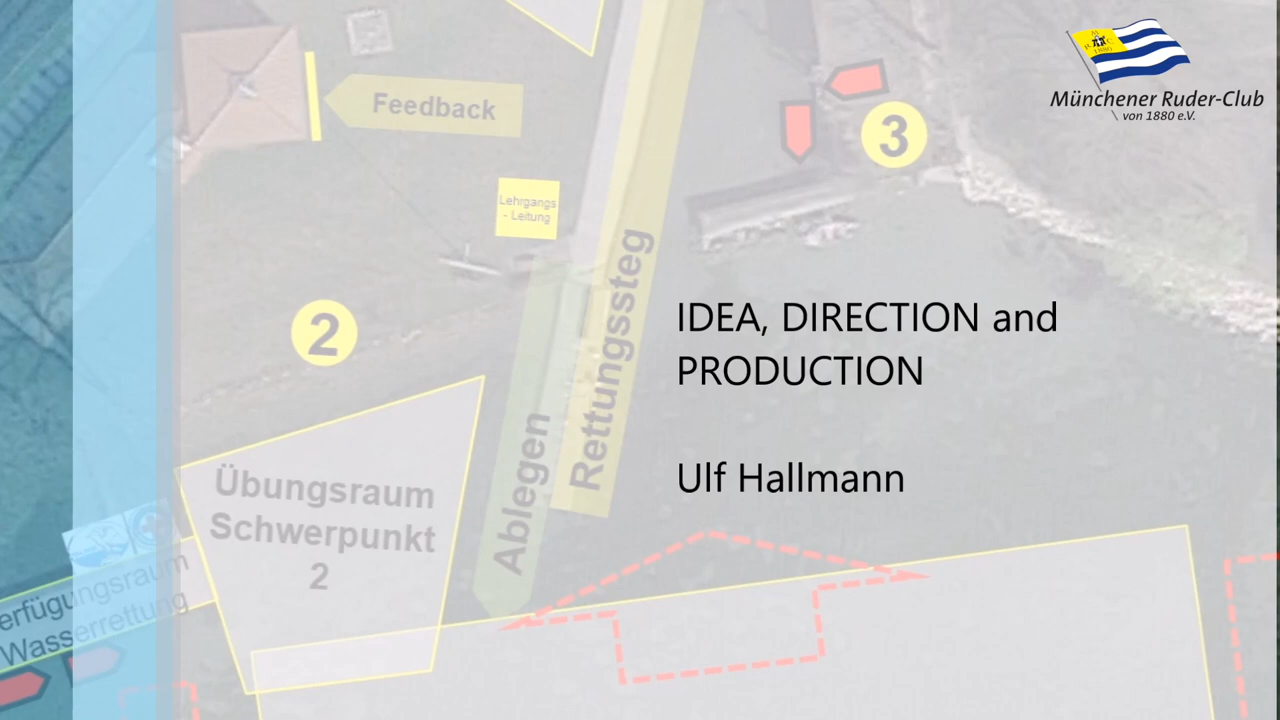 M
R C
1880
Münchener Ruder-Club
von 1880 e.V.
Feedback
3
Lehrgangs
- Leitung
Rettungssteg
Ablegen
2
IDEA, DIRECTION and
PRODUCTION
Ulf Hallmann
Übungsraum
Schwerpunkt
2
erfügungsraum
Wasserrettung